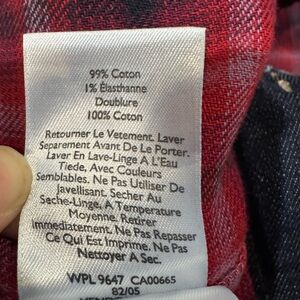 99% Coton
1% Élasthanne
Doublure
100% Coton
Retourner Le Vetement. Laver
Separement Avant De Le Porter.
Laver En Lave-Linge A L'Eau
Tiede, Avec Couleurs
Semblables. Ne Pas Utiliser De
Javellisant. Secher Au
Seche-Linge, A Temperature
Moyenne. Retirer
Immediatement. Ne Pas Repasser
Ce Qui Est Imprime. Ne Pas
Nettoyer A Sec.
WPL 9647 CA00665
82/05